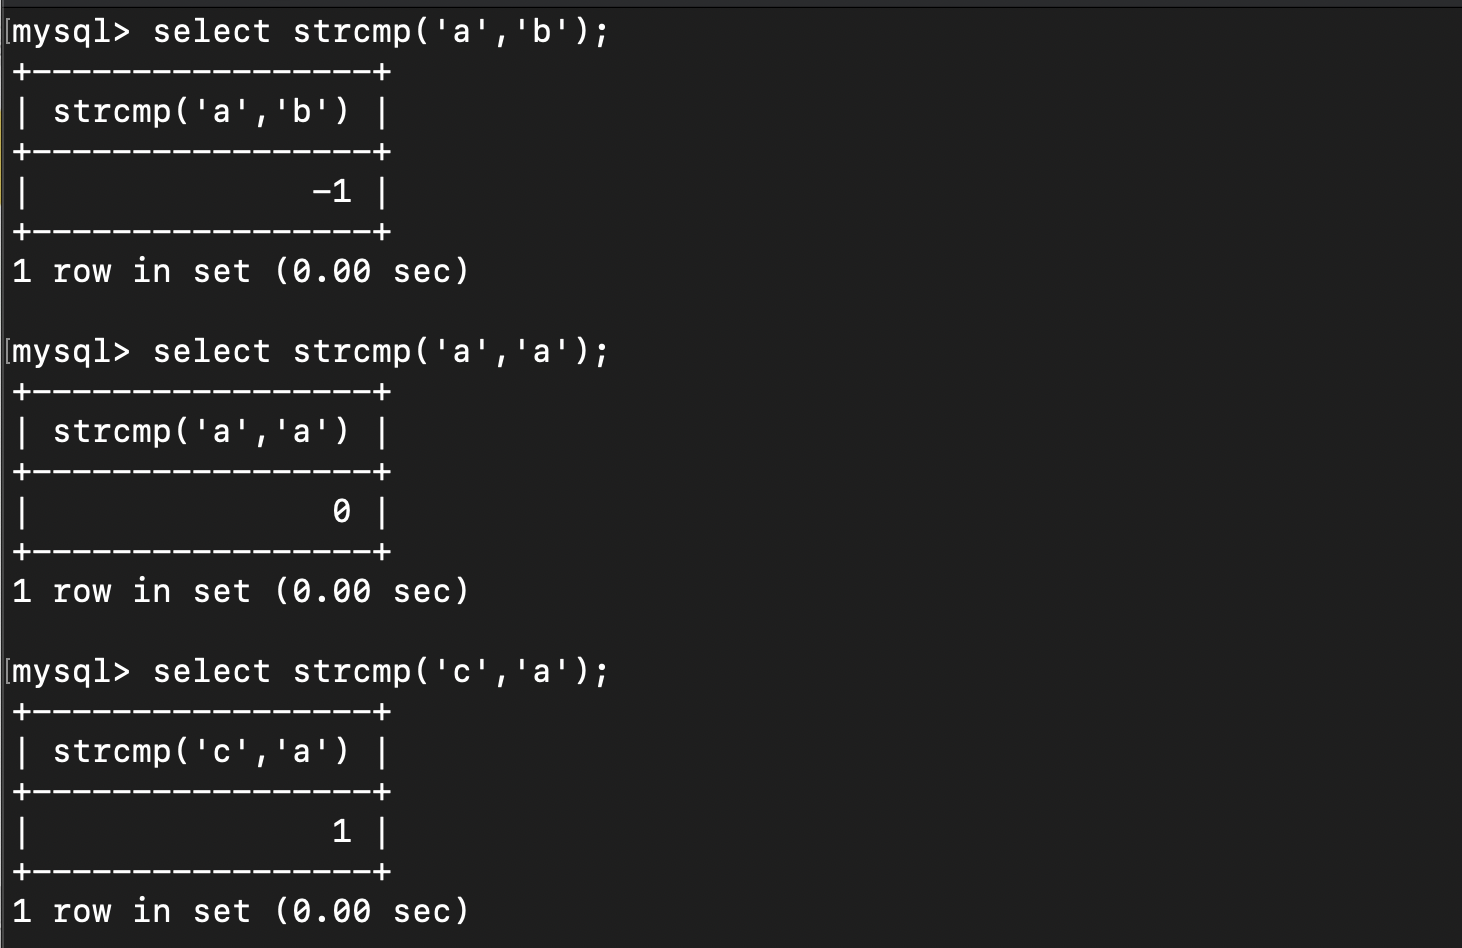 [mysql> select strcmp('a','b');
+----------------+
| strcmp('a','b') |
+----------------+
|              -1 |
+----------------+
1 row in set (0.00 sec)

[mysql> select strcmp('a','a');
+----------------+
| strcmp('a','a') |
+----------------+
|               0 |
+----------------+
1 row in set (0.00 sec)

[mysql> select strcmp('c','a');
+----------------+
| strcmp('c','a') |
+----------------+
|               1 |
+----------------+
1 row in set (0.00 sec)